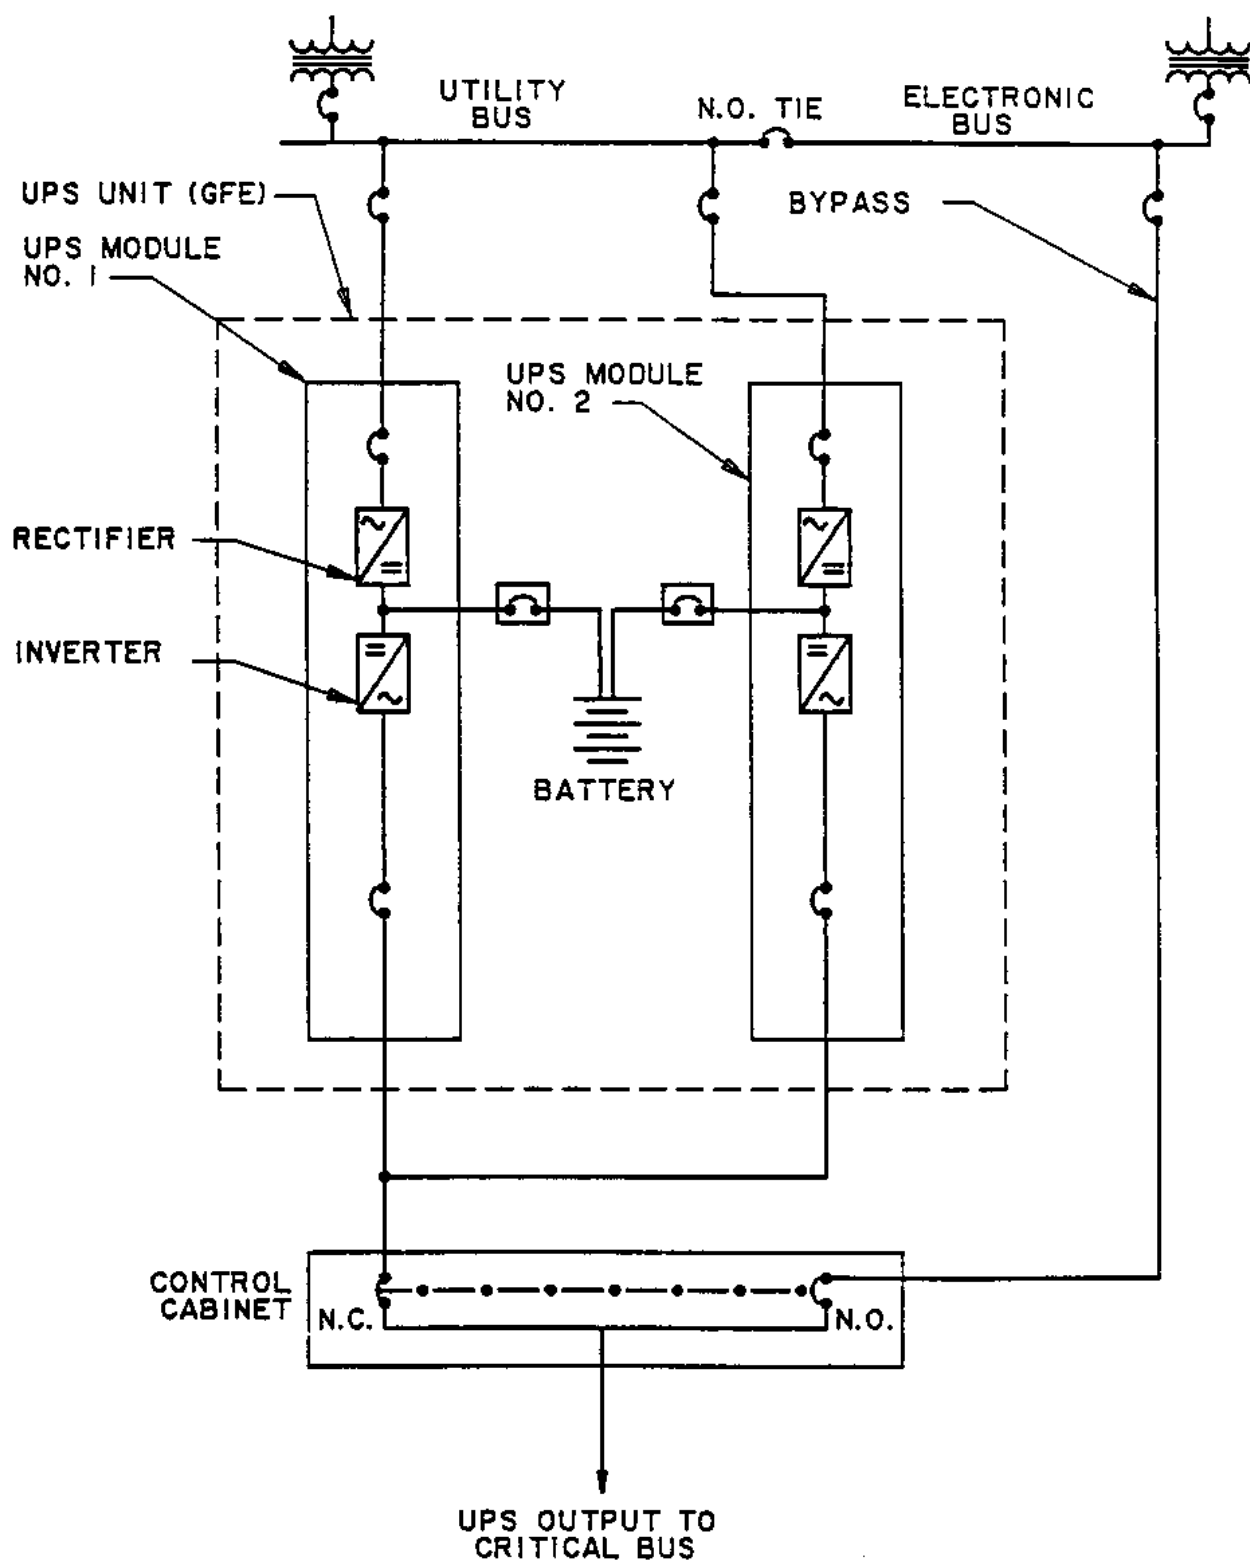 UTILITY
BUS
N.O. TIE
ELECTRONIC
BUS
UPS UNIT (GFE)
BYPASS
UPS MODULE
NO. 1
UPS MODULE
NO. 2
RECTIFIER
INVERTER
BATTERY
CONTROL
CABINET
N.C.
N.O.
UPS OUTPUT TO
CRITICAL BUS